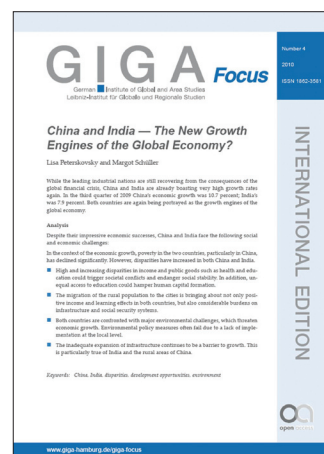 GIGA Focus
German Institute of Global and Area Studies
Leibniz-Institut für Globale und Regionale Studien
Number 4
2010
ISSN 1862-3581
INTERNATIONAL EDITION
China and India — The New Growth
Engines of the Global Economy?
Lisa Peterskovsky and Margot Schüller
While the leading industrial nations are still recovering from the consequences of the
global financial crisis, China and India are already boasting very high growth rates
again. In the third quarter of 2009 China's economic growth was 10.7 percent; India's
was 7.9 percent. Both countries are again being portrayed as the growth engines of the
global economy.
Analysis
Despite their impressive economic successes, China and India face the following social
and economic challenges:
In the context of the economic growth, poverty in the two countries, particularly in China,
has declined significantly. However, disparities have increased in both China and India.
High and increasing disparities in income and public goods such as health and edu-
cation could trigger societal conflicts and endanger social stability. In addition, un-
equal access to education could hamper human capital formation.
The migration of the rural population to the cities is bringing about not only posi-
tive income and learning effects in both countries, but also considerable burdens on
infrastructure and social security systems.
Both countries are confronted with major environmental challenges, which threaten
economic growth. Environmental policy measures often fail due to a lack of imple-
mentation at the local level.
The inadequate expansion of infrastructure continues to be a barrier to growth. This
is particularly true of India and the rural areas of China.
Keywords: China, India, disparities, development opportunities, environment
open access
www.giga-hamburg.de/giga-focus